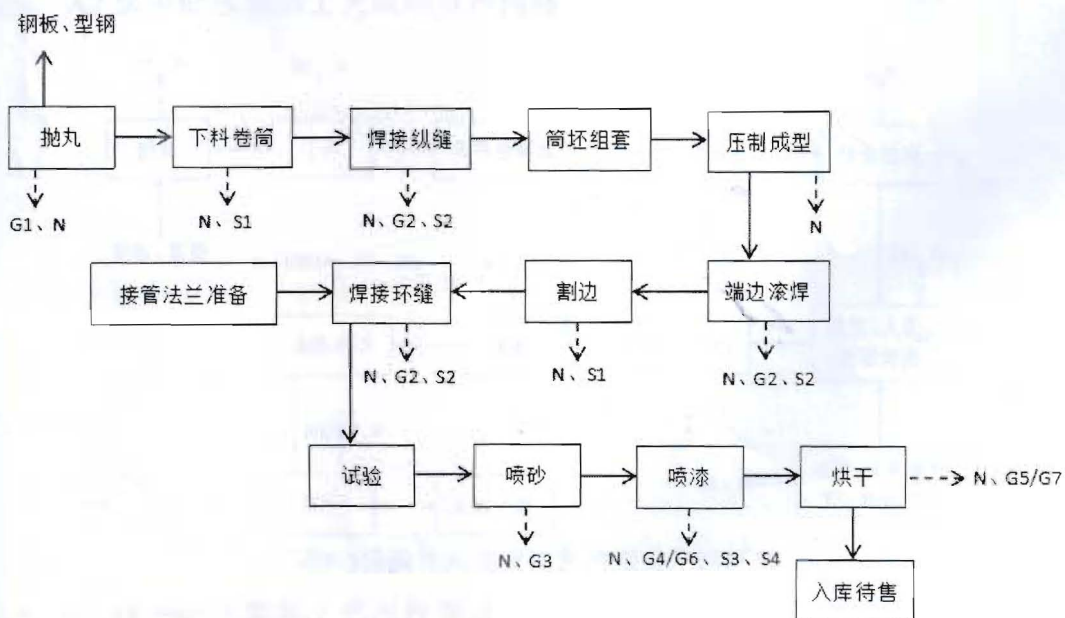 钢板、型钢
抛丸
下料卷筒
焊接纵缝
筒坯组套
压制成型
G1、N
N、S1
N、G2、S2
N
接管法兰准备
焊接环缝
割边
端边滚焊
N、G2、S2
N、S1
N、G2、S2
试验
喷砂
喷漆
烘干
N、G5/G7
N、G3
N、G4/G6、S3、S4
入库待售